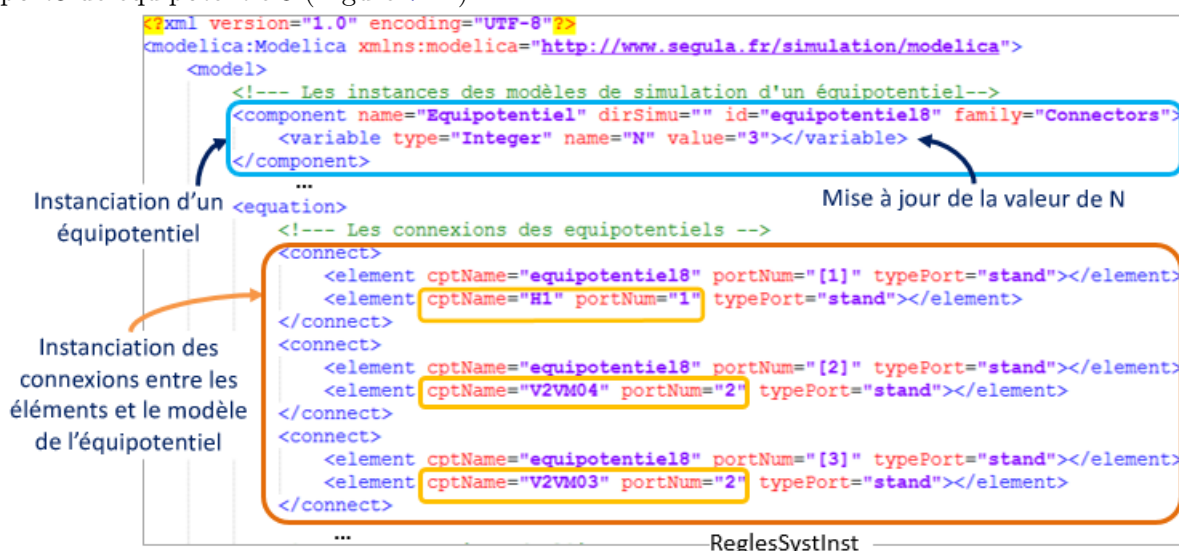 <?xml version="1.0" encoding="UTF-8"?>
<modelica:Modelica xmlns:modelica="http://www.segula.fr/simulation/modelica">
<model>
<!--- Les instances des modèles de simulation d'un équipotentiel-->
<component name="Equipotentiel" dirSimu="" id="equipotentiel8" family="Connectors">
<variable type="Integer" name="N" value="3"></variable>
</component>
...
Instanciation d'un
équipotentiel
Mise à jour de la valeur de N
<equation>
<!--- Les connexions des equipotentiels -->
<connect>
<element cptName="equipotentiel8" portNum="[1]" typePort="stand"></element>
<element cptName="H1" portNum="1" typePort="stand"></element>
</connect>
<connect>
<element cptName="equipotentiel8" portNum="[2]" typePort="stand"></element>
<element cptName="V2VM04" portNum="2" typePort="stand"></element>
</connect>
<connect>
<element cptName="equipotentiel8" portNum="[3]" typePort="stand"></element>
<element cptName="V2VM03" portNum="2" typePort="stand"></element>
</connect>
...
Instanciation des
connexions entre les
éléments et le modèle
de l'équipotentiel
ReglesSystInst